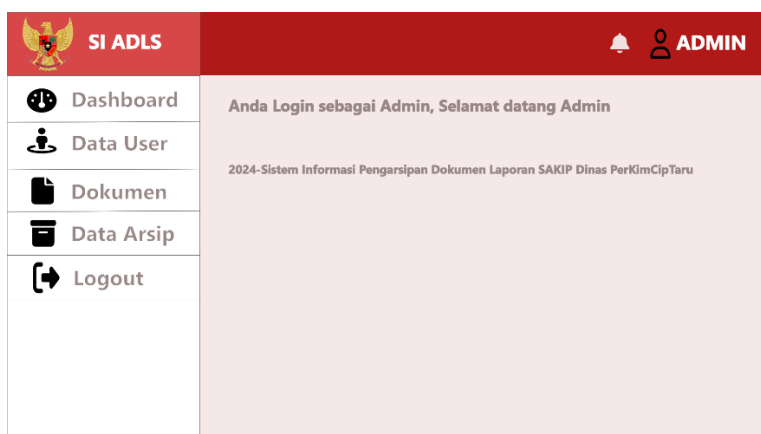 SI ADLS
ADMIN
Dashboard
Data User
Dokumen
Data Arsip
Logout
Anda Login sebagai Admin, Selamat datang Admin
2024-Sistem Informasi Pengarsipan Dokumen Laporan SAKIP Dinas PerKimCipTaru